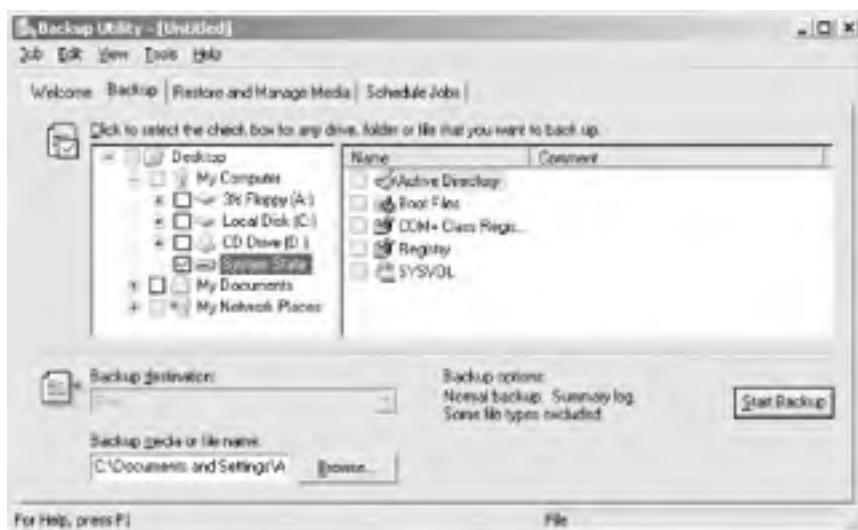 Backup Utility - [Untitled]
Job Edit View Tools Help
Welcome Backup Restore and Manage Media Schedule Jobs
Click to select the check box for any drive, folder or file that you want to back up.
Desktop
My Computer
3½ Floppy (A:)
Local Disk (C:)
CD Drive (D:)
System State
My Documents
My Network Places
Name Comment
Active Directory
Boot Files
COM+ Class Regis...
Registry
SYSVOL
Backup destination:
File
Backup media or file name:
C:\Documents and Settings\A
Browse...
Backup options:
Normal backup. Summary log.
Some file types excluded.
Start Backup
For Help, press F1
File